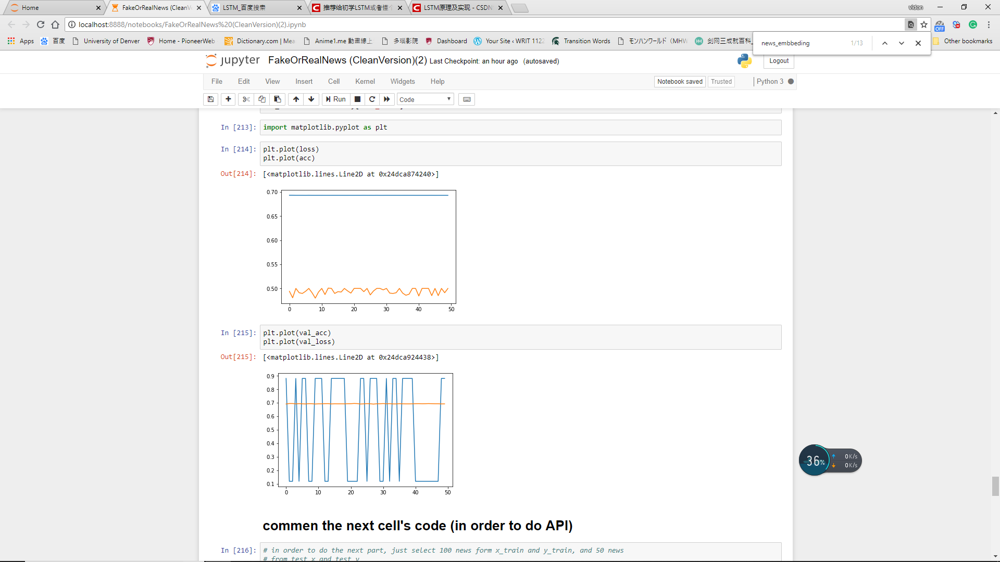 Home
FakeOrRealNews (CleanV
LSTM_百度搜索
推荐给初学LSTM或者懂个
LSTM原理及实现 - CSDN
vidon
localhost:8888/notebooks/FakeOrRealNews%20(CleanVersion)(2).ipynb
OFF
Apps
百度
University of Denver
Home - PioneerWeb
Dictionary.com | Mea
Anime1.me 動畫線上
多瑙影院
Dashboard
Your Site ‹ WRIT 1122
Transition Words
モンハンワールド（MHW
剑网三成就百科_
Other bookmarks
news_embbeding
1/13
jupyter
FakeOrRealNews (CleanVersion)(2) Last Checkpoint: an hour ago (autosaved)
Logout
File Edit View Insert Cell Kernel Widgets Help
Notebook saved
Trusted
Python 3
Run
Code
In [213]: import matplotlib.pyplot as plt
In [214]: plt.plot(loss)
plt.plot(acc)
Out[214]: [<matplotlib.lines.Line2D at 0x24dca874240>]
0.70
0.65
0.60
0.55
0.50
0 10 20 30 40 50
In [215]: plt.plot(val_acc)
plt.plot(val_loss)
Out[215]: [<matplotlib.lines.Line2D at 0x24dca924438>]
0.9
0.8
0.7
0.6
0.5
0.4
0.3
0.2
0.1
0 10 20 30 40 50
36%
0K/s
0K/s
commen the next cell's code (in order to do API)
In [216]: # in order to do the next part, just select 100 news form x_train and y_train, and 50 news
# from test_x and test_y